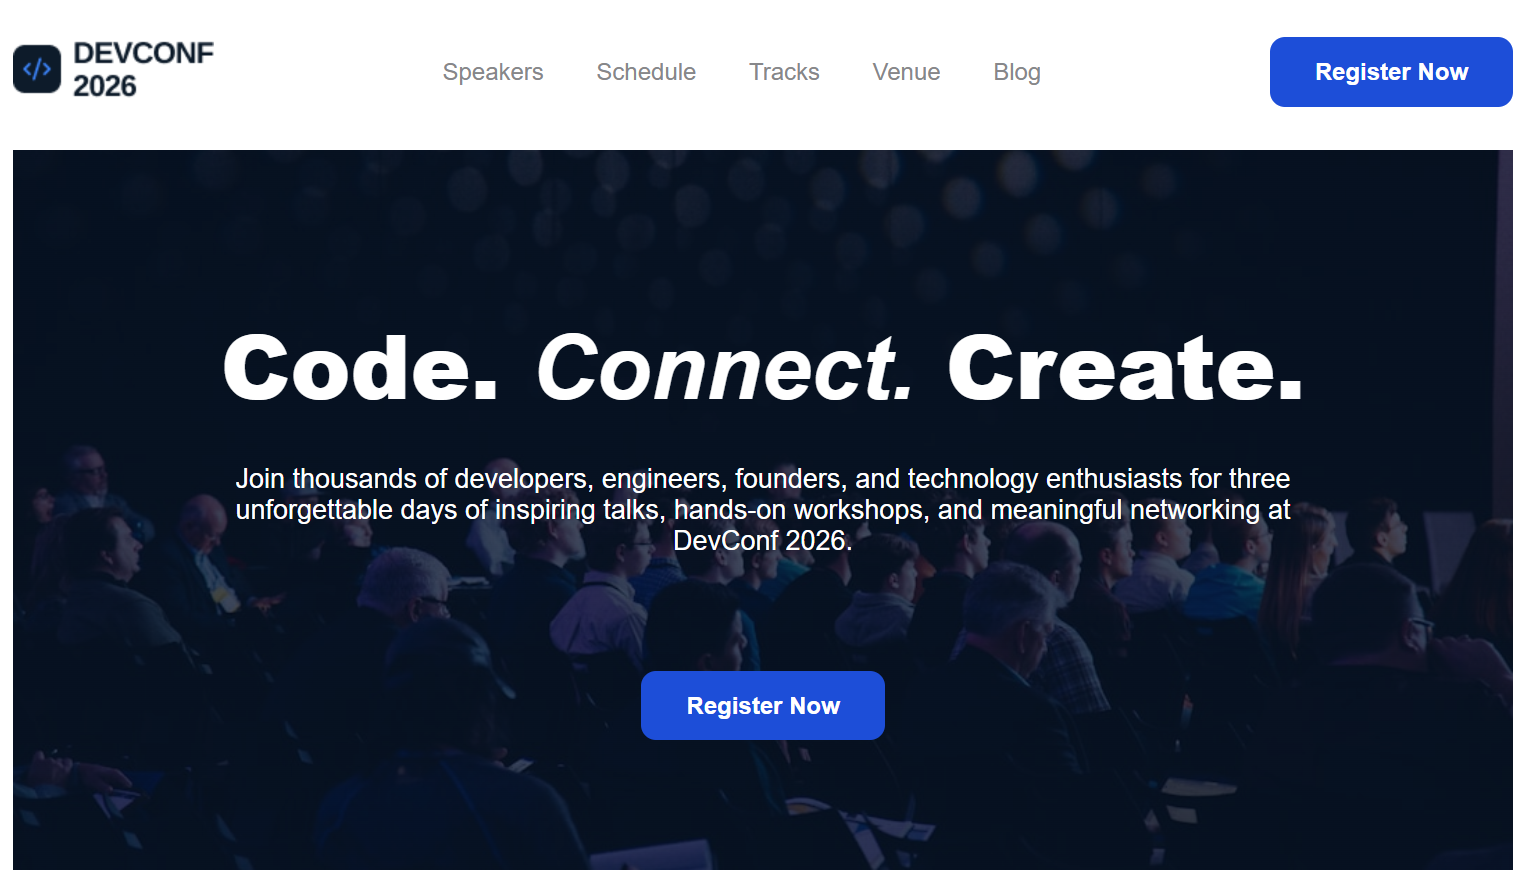 </> DEVCONF
2026
Speakers Schedule Tracks Venue Blog
Register Now
Code. Connect. Create.
Join thousands of developers, engineers, founders, and technology enthusiasts for three
unforgettable days of inspiring talks, hands-on workshops, and meaningful networking at
DevConf 2026.
Register Now